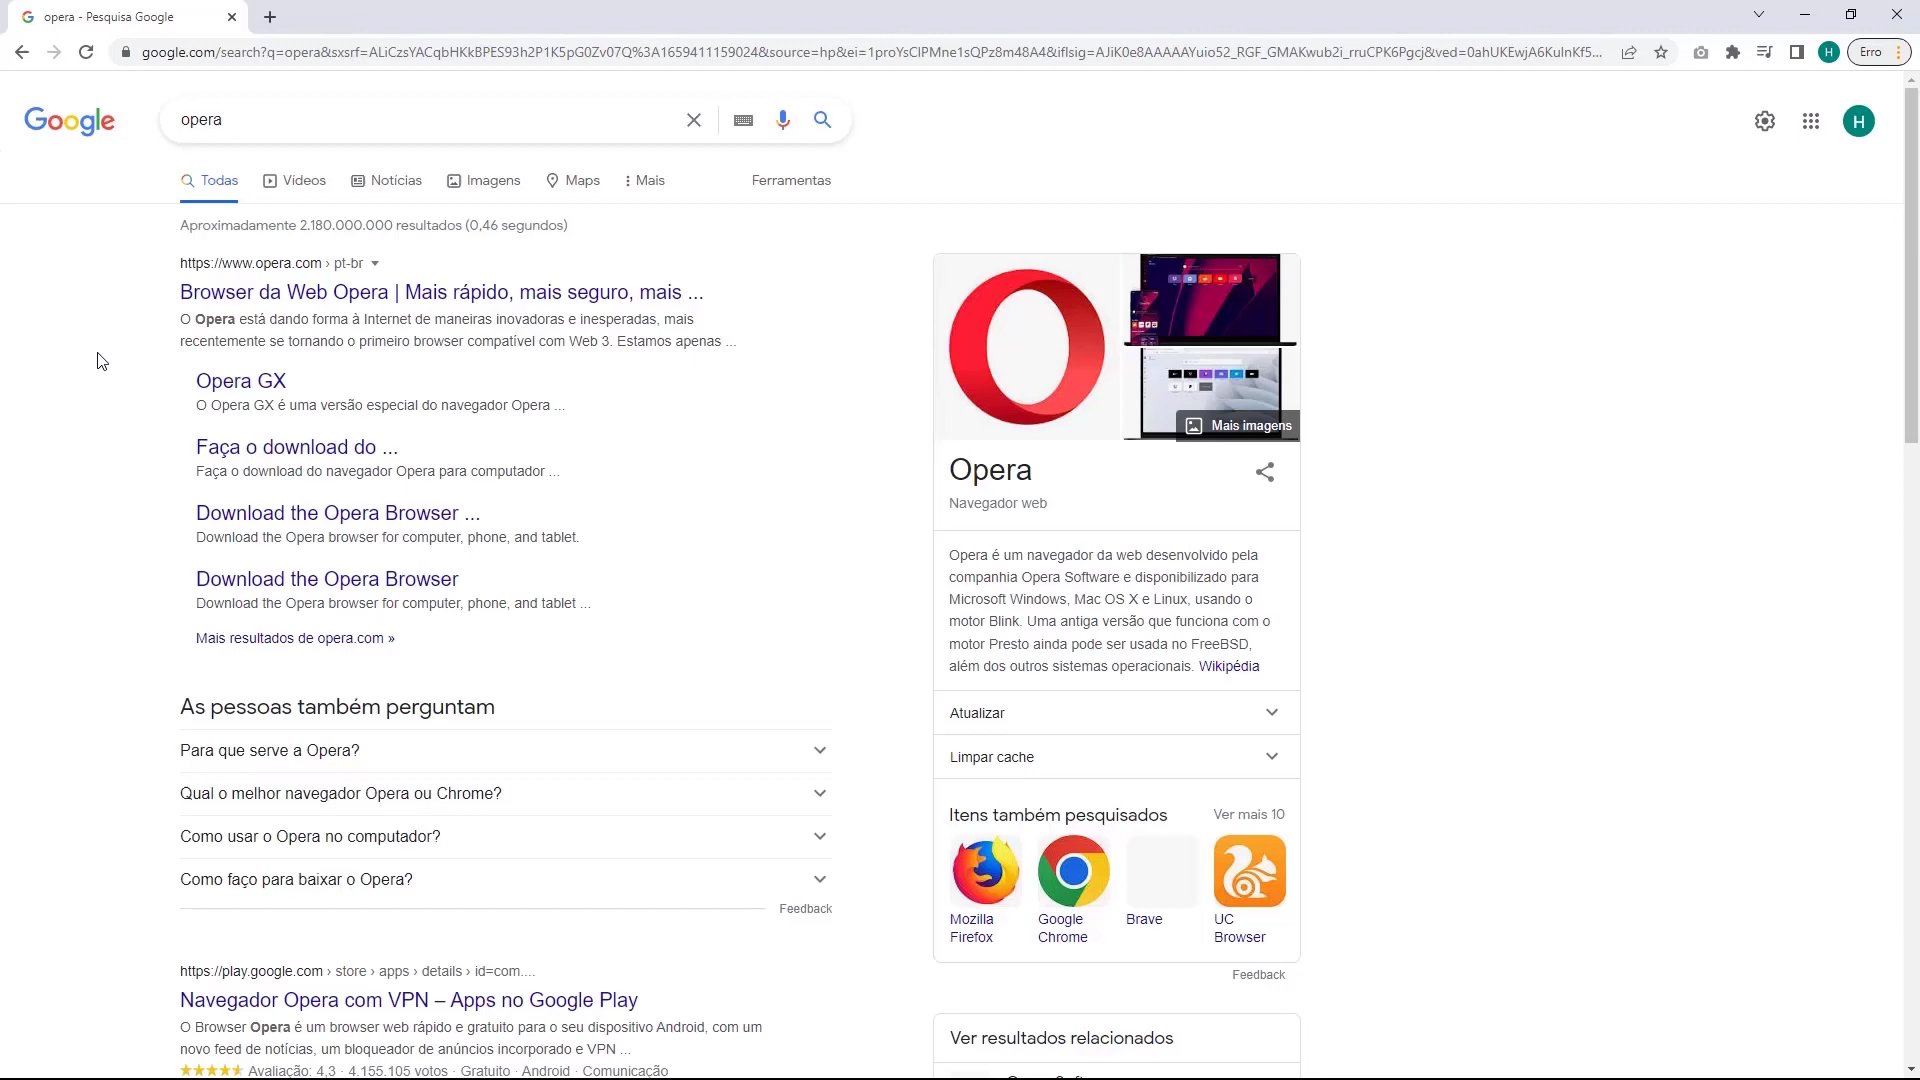 opera - Pesquisa Google
google.com/search?q=opera&sxsrf=ALiCzsYACqbHKkBPES93h2P1K5pG0Zv07Q%3A1659411159024&source=hp&ei=1proYsClPMne1sQPz8m48A4&iflsig=AJiK0e8AAAAAYuio52_RGF_GMAKwub2i_rruCPK6Pgcj&ved=0ahUKEwjA6KulnKf5...
H
Erro
Google
opera
H
Todas
Vídeos
Notícias
Imagens
Maps
Mais
Ferramentas
Aproximadamente 2.180.000.000 resultados (0,46 segundos)
https://www.opera.com › pt-br
Browser da Web Opera | Mais rápido, mais seguro, mais ...
O Opera está dando forma à Internet de maneiras inovadoras e inesperadas, mais
recentemente se tornando o primeiro browser compatível com Web 3. Estamos apenas ...
Opera GX
O Opera GX é uma versão especial do navegador Opera ...
Faça o download do ...
Faça o download do navegador Opera para computador ...
Download the Opera Browser ...
Download the Opera browser for computer, phone, and tablet.
Download the Opera Browser
Download the Opera browser for computer, phone, and tablet ...
Mais resultados de opera.com »
As pessoas também perguntam
Para que serve a Opera?
Qual o melhor navegador Opera ou Chrome?
Como usar o Opera no computador?
Como faço para baixar o Opera?
Feedback
https://play.google.com › store › apps › details › id=com....
Navegador Opera com VPN – Apps no Google Play
O Browser Opera é um browser web rápido e gratuito para o seu dispositivo Android, com um
novo feed de notícias, um bloqueador de anúncios incorporado e VPN ...
Avaliação: 4,3 · 4.155.105 votos · Gratuito · Android · Comunicação
Mais imagens
Opera
Navegador web
Opera é um navegador da web desenvolvido pela
companhia Opera Software e disponibilizado para
Microsoft Windows, Mac OS X e Linux, usando o
motor Blink. Uma antiga versão que funciona com o
motor Presto ainda pode ser usada no FreeBSD,
além dos outros sistemas operacionais. Wikipédia
Atualizar
Limpar cache
Itens também pesquisados
Ver mais 10
Mozilla
Firefox
Google
Chrome
Brave
UC
Browser
Feedback
Ver resultados relacionados